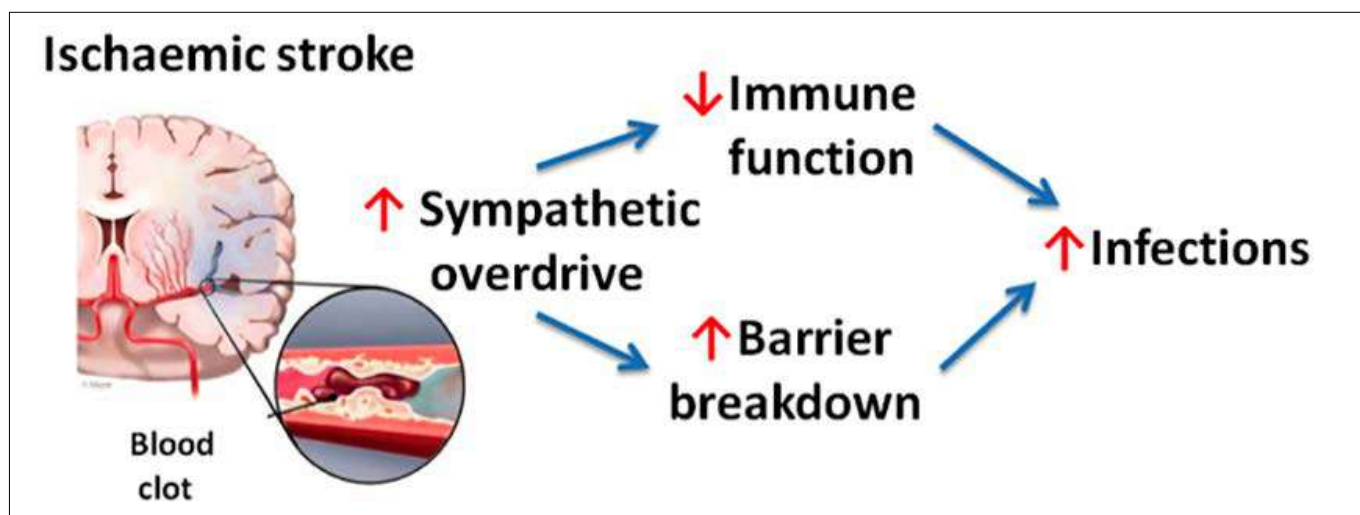 Ischaemic stroke
↓ Immune
function
↑ Sympathetic
overdrive
↑ Infections
↑ Barrier
breakdown
Blood
clot